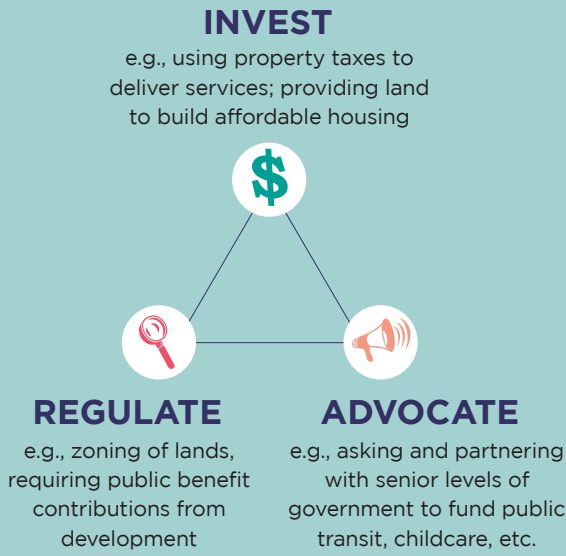 INVEST
e.g., using property taxes to
deliver services; providing land
to build affordable housing
$
REGULATE
e.g., zoning of lands,
requiring public benefit
contributions from
development
ADVOCATE
e.g., asking and partnering
with senior levels of
government to fund public
transit, childcare, etc.